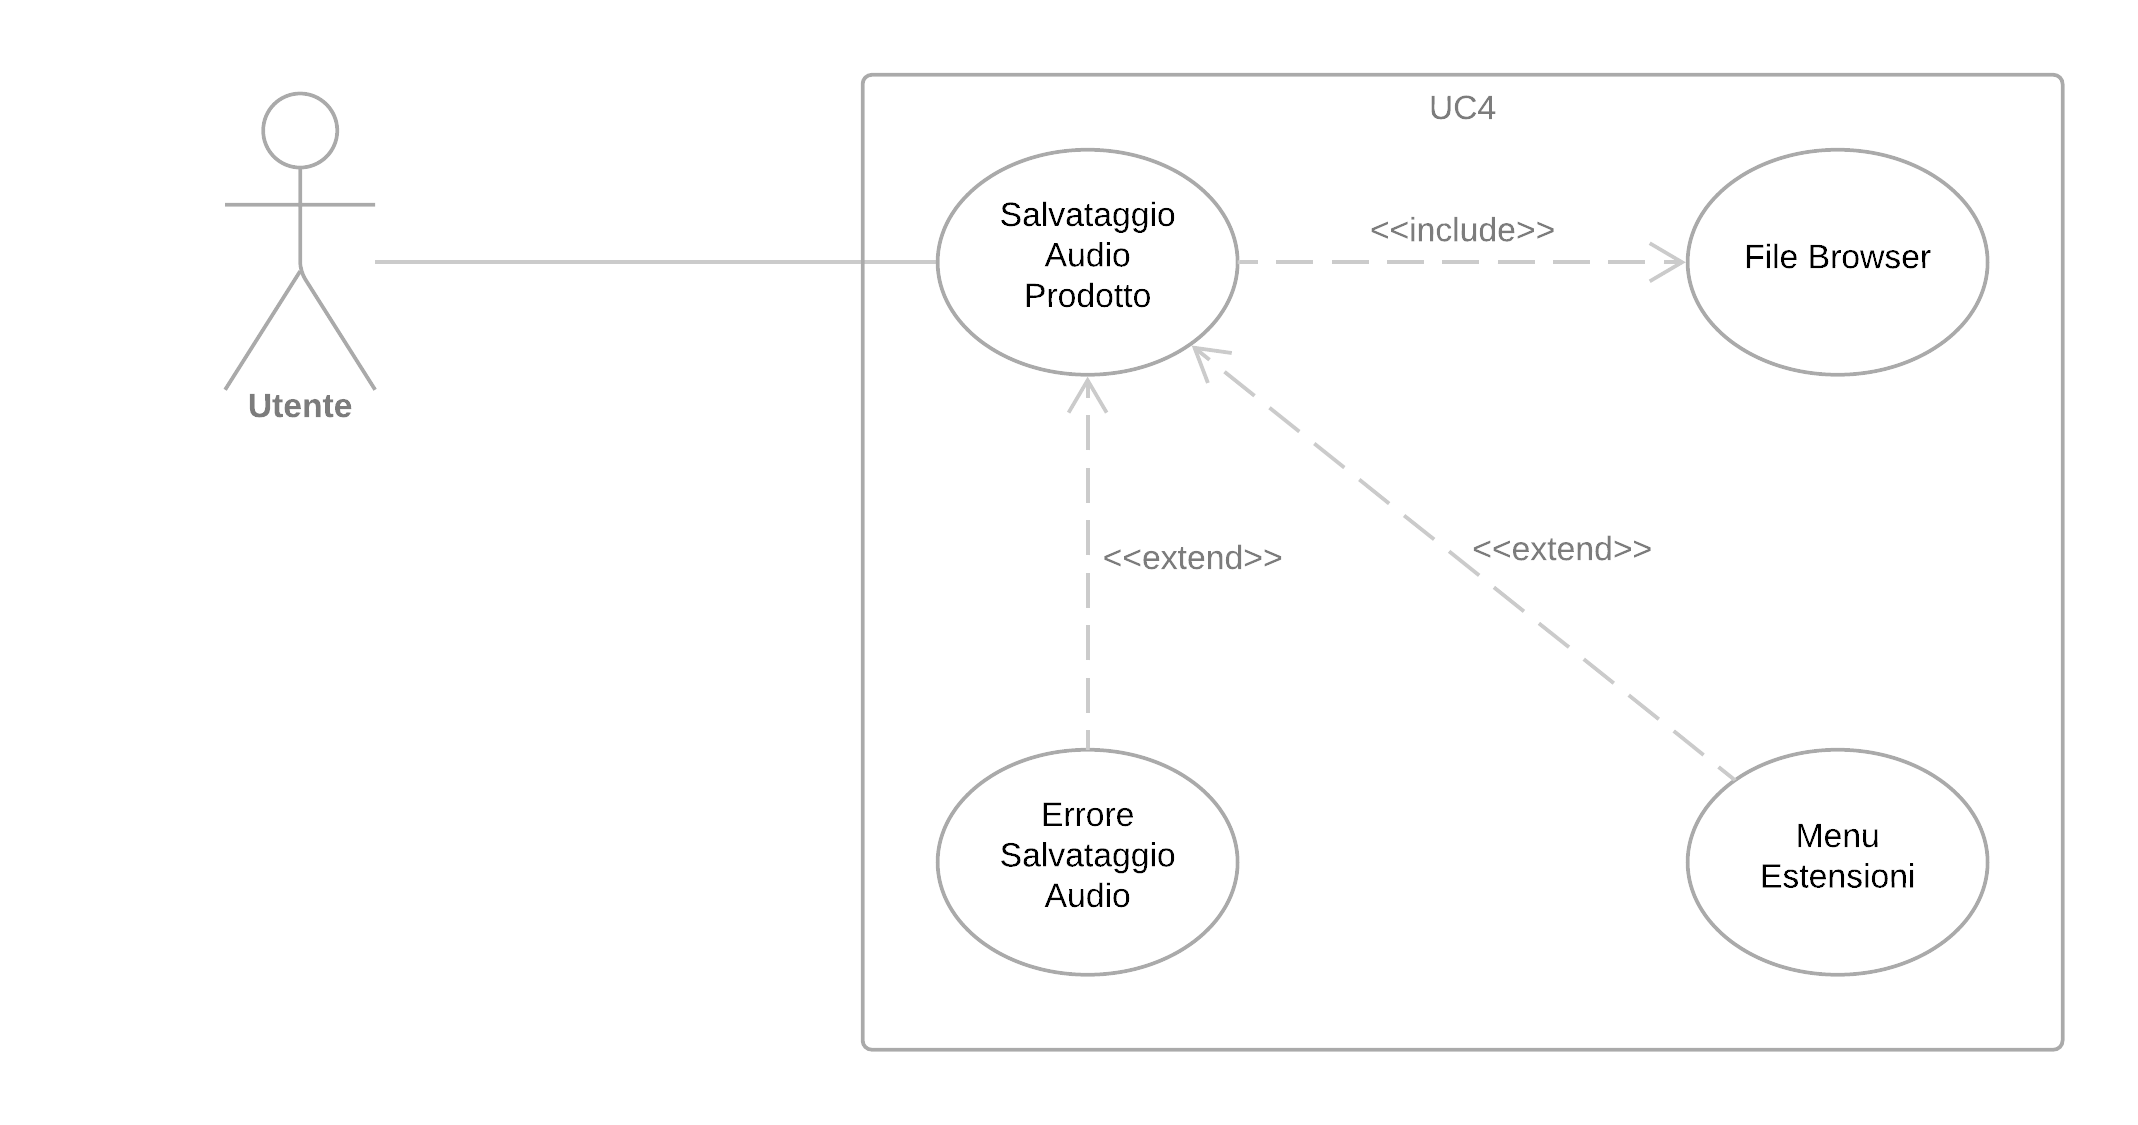 UC4
Salvataggio
Audio
Prodotto
<<include>>
File Browser
Utente
<<extend>>
<<extend>>
Errore
Salvataggio
Audio
Menu
Estensioni